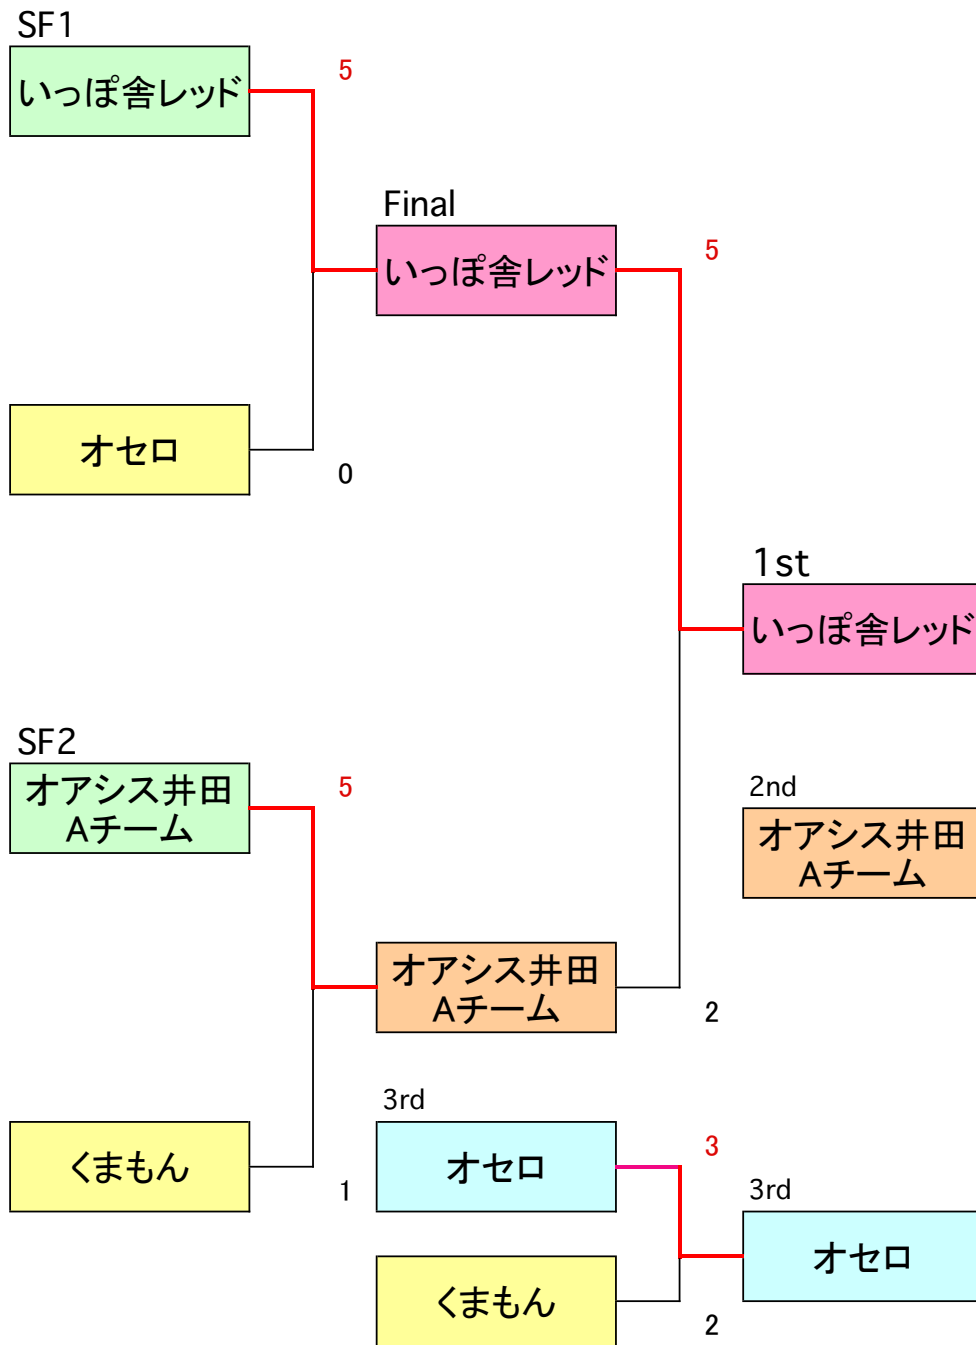 SF1
いっぽ舎レッド
5
Final
いっぽ舎レッド
5
オセロ
0
1st
いっぽ舎レッド
SF2
オアシス井田
Aチーム
5
2nd
オアシス井田
Aチーム
オアシス井田
Aチーム
2
3rd
くまもん
1
オセロ
3
3rd
オセロ
くまもん
2